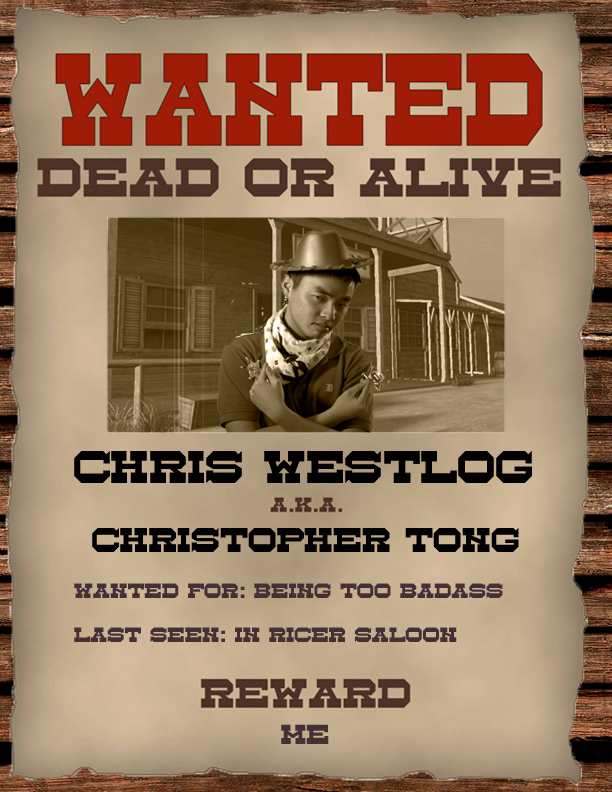 WANTED
DEAD OR ALIVE
CHRIS WESTLOG
A.K.A.
CHRISTOPHER TONG
WANTED FOR: BEING TOO BADASS
LAST SEEN: IN RICER SALOON
REWARD
ME